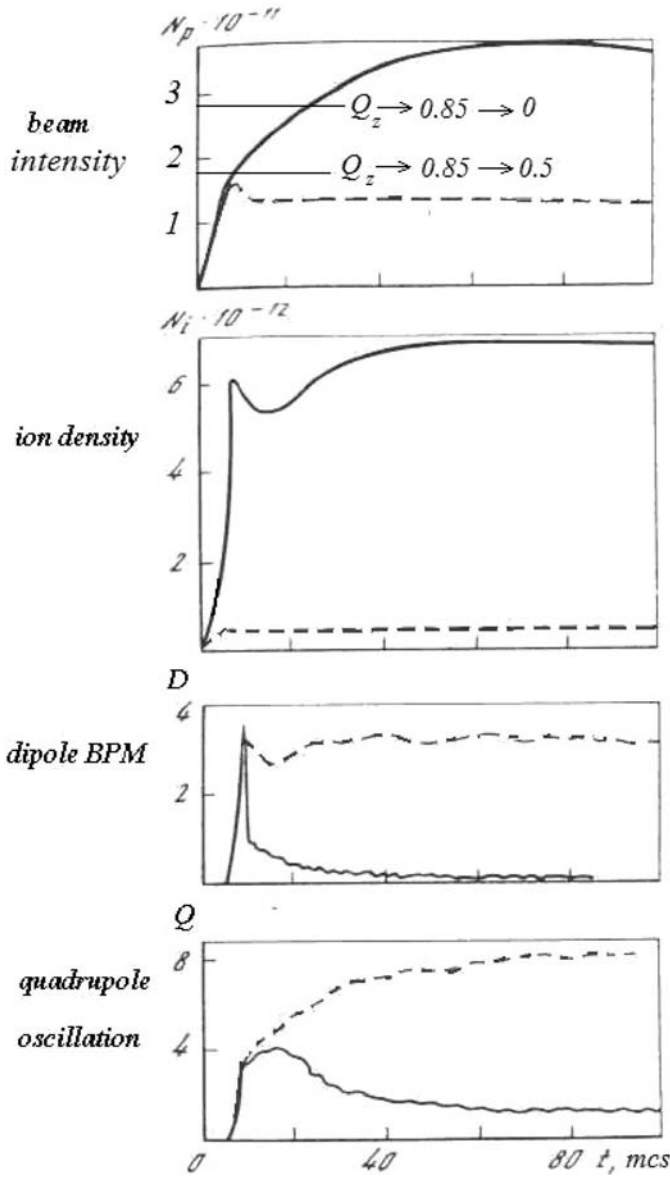 N_p · 10^-11
3
2
1
beam
intensity
Q_z → 0.85 → 0
Q_z → 0.85 → 0.5
N_i · 10^-12
6
4
2
ion density
D
4
2
dipole BPM
Q
8
4
quadrupole
oscillation
0 40 80 t, mcs